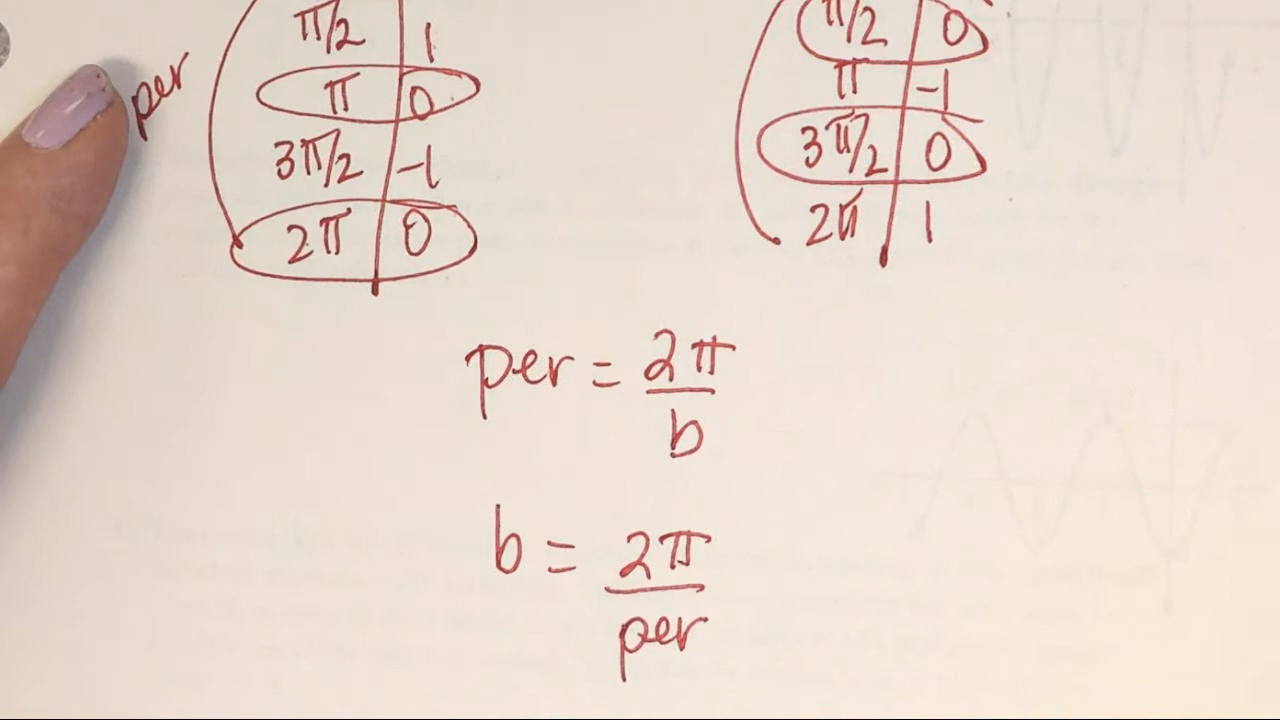 π/2 1
per
π 0
3π/2 -1
2π 0
π/2 0
π -1
3π/2 0
2π 1
per = 2π/b
b = 2π/per